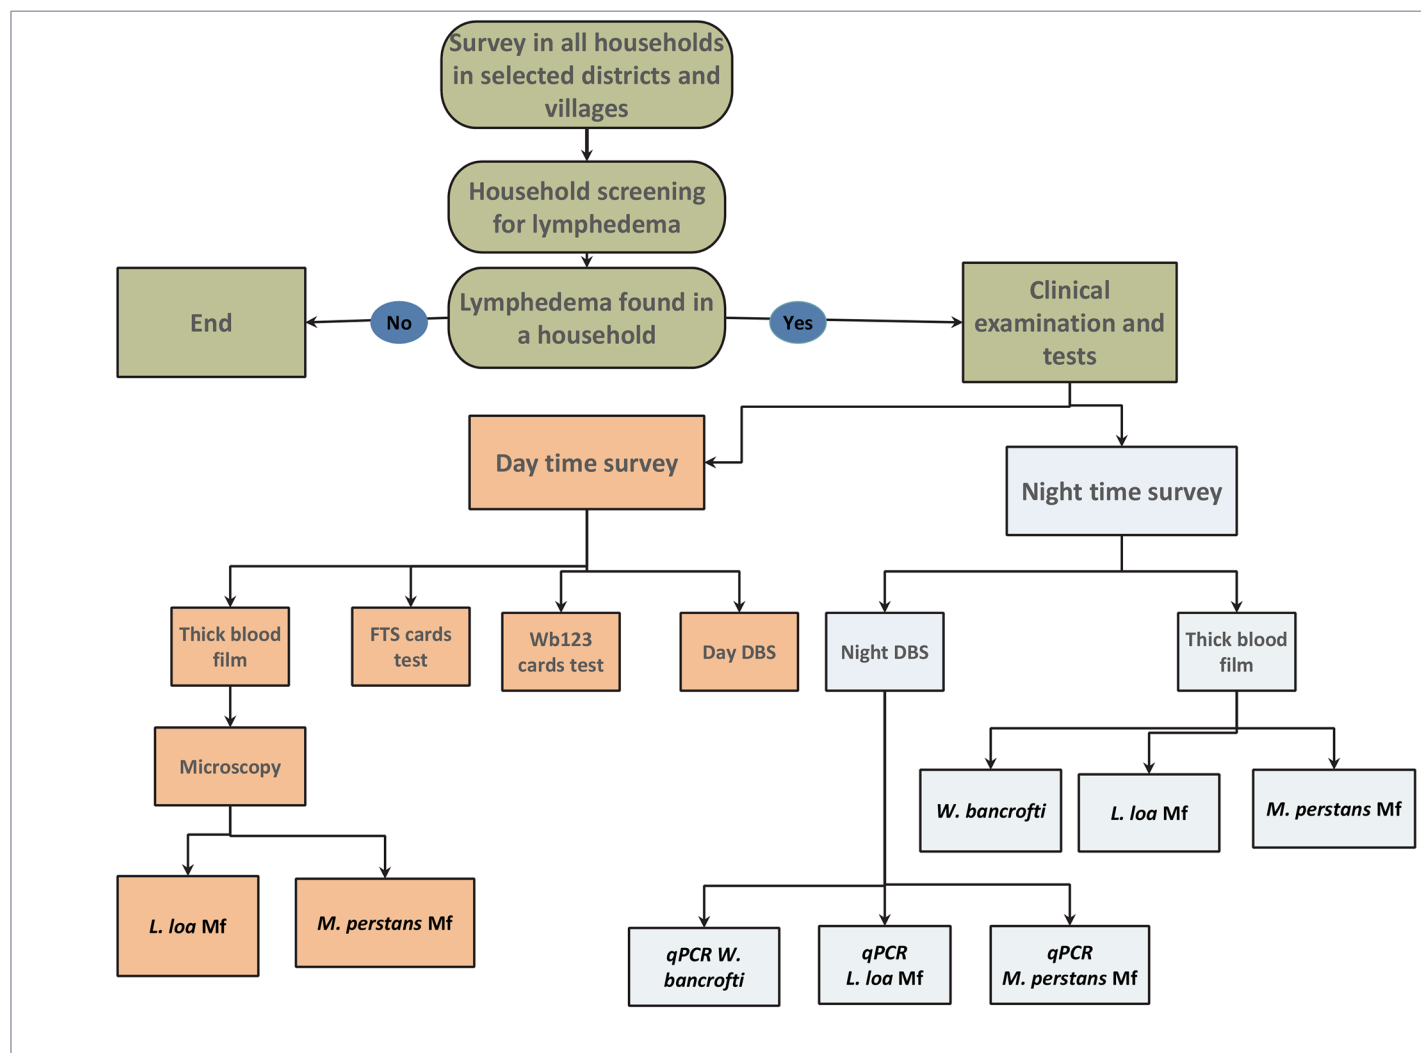 Survey in all households
in selected districts and
villages
Household screening
for lymphedema
End
No
Lymphedema found in
a household
Yes
Clinical
examination and
tests
Day time survey
Night time survey
Thick blood
film
FTS cards
test
Wb123
cards test
Day DBS
Night DBS
Thick blood
film
Microscopy
W. bancrofti
L. loa Mf
M. perstans Mf
L. loa Mf
M. perstans Mf
qPCR W.
bancrofti
qPCR
L. loa Mf
qPCR
M. perstans Mf